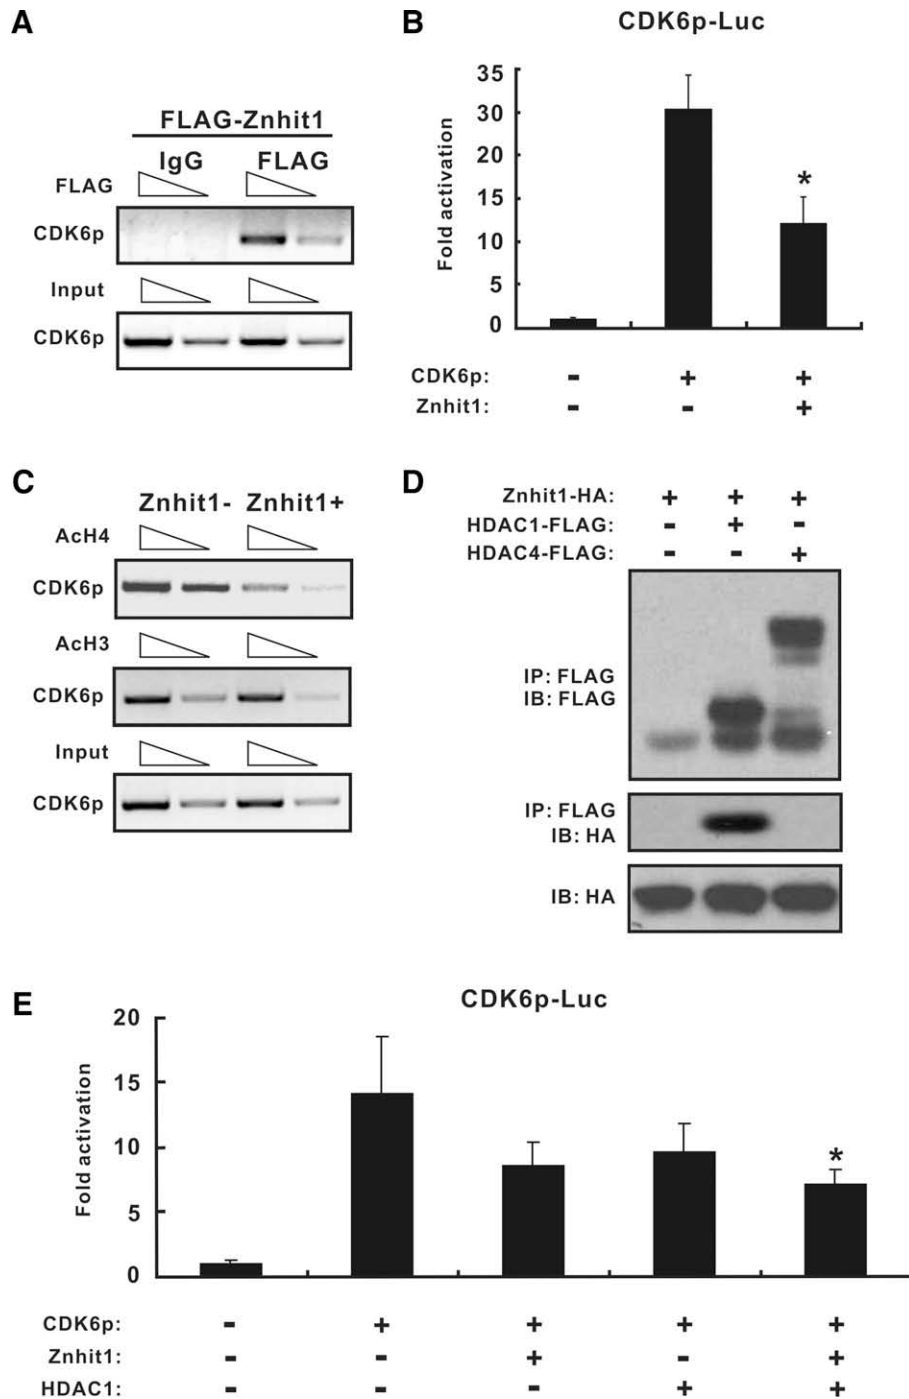 A
FLAG-Znhit1
IgG FLAG
FLAG
CDK6p
Input
CDK6p
B
CDK6p-Luc
Fold activation
35
30
20
15
10
5
0
CDK6p: - + +
Znhit1: - - +
*
C
Znhit1- Znhit1+
AcH4
CDK6p
AcH3
CDK6p
Input
CDK6p
D
Znhit1-HA: + + +
HDAC1-FLAG: - + -
HDAC4-FLAG: - - +
IP: FLAG
IB: FLAG
IP: FLAG
IB: HA
IB: HA
E
CDK6p-Luc
Fold activation
20
15
10
5
0
*
CDK6p: - + + + +
Znhit1: - - + - +
HDAC1: - - - + +